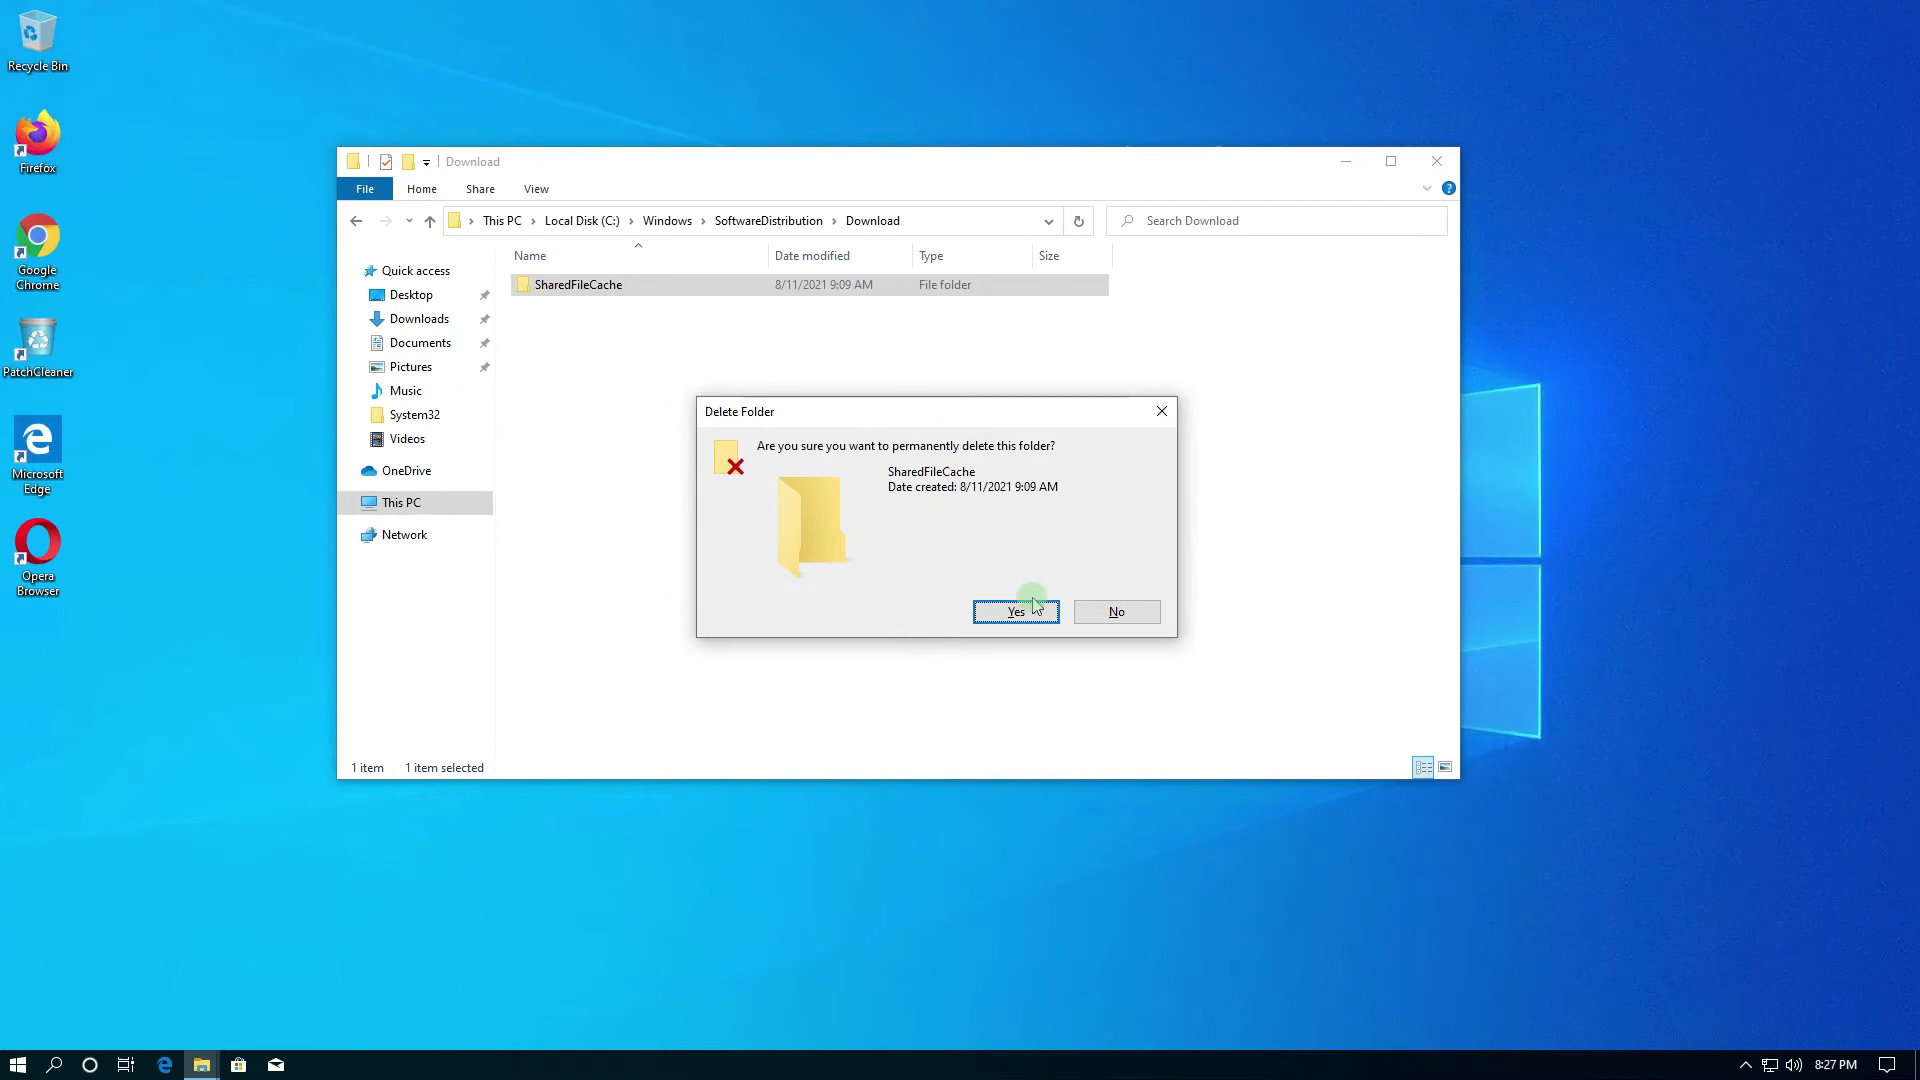 Recycle Bin
Firefox
Google
Chrome
PatchCleaner
Microsoft
Edge
Opera
Browser
Download
File Home Share View
This PC Local Disk (C:) Windows SoftwareDistribution Download
Search Download
Name Date modified Type Size
SharedFileCache 8/11/2021 9:09 AM File folder
Quick access
Desktop
Downloads
Documents
Pictures
Music
System32
Videos
OneDrive
This PC
Network
Delete Folder
Are you sure you want to permanently delete this folder?
SharedFileCache
Date created: 8/11/2021 9:09 AM
Yes No
1 item 1 item selected
8:27 PM